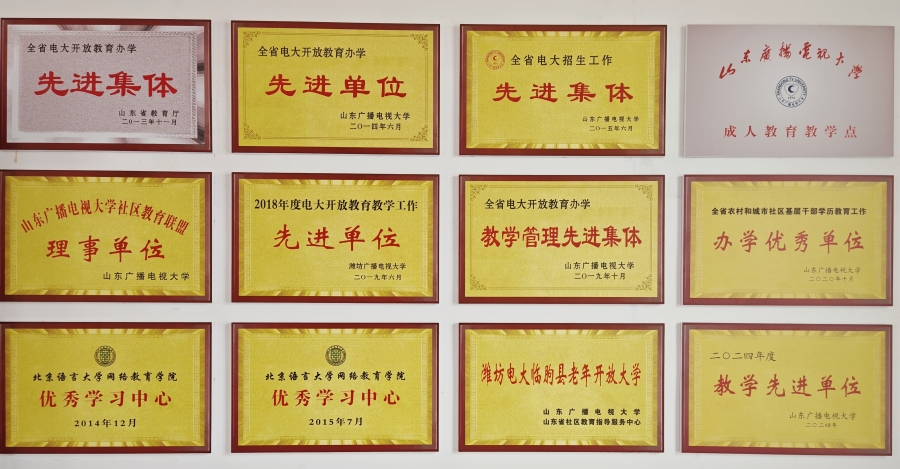 全省电大开放教育办学
先进集体
山东省教育厅
二〇一三年十一月
全省电大开放教育办学
先进单位
山东广播电视大学
二〇一四年六月
全省电大招生工作
先进集体
山东广播电视大学
二〇一五年六月
山东广播电视大学
成人教育教学点
山东广播电视大学社区教育联盟
理事单位
山东广播电视大学
2018年度电大开放教育教学工作
先进单位
潍坊广播电视大学
二〇一九年六月
全省电大开放教育办学
教学管理先进集体
山东广播电视大学
二〇一九年十月
全省农村和城市社区基层干部学历教育工作
办学优秀单位
山东广播电视大学
二〇二〇年十月
北京语言大学网络教育学院
优秀学习中心
2014年12月
北京语言大学网络教育学院
优秀学习中心
2015年7月
潍坊电大临朐县老年开放大学
山东广播电视大学
山东省社区教育指导服务中心
二〇二四年度
教学先进单位
山东广播电视大学
二〇二四年